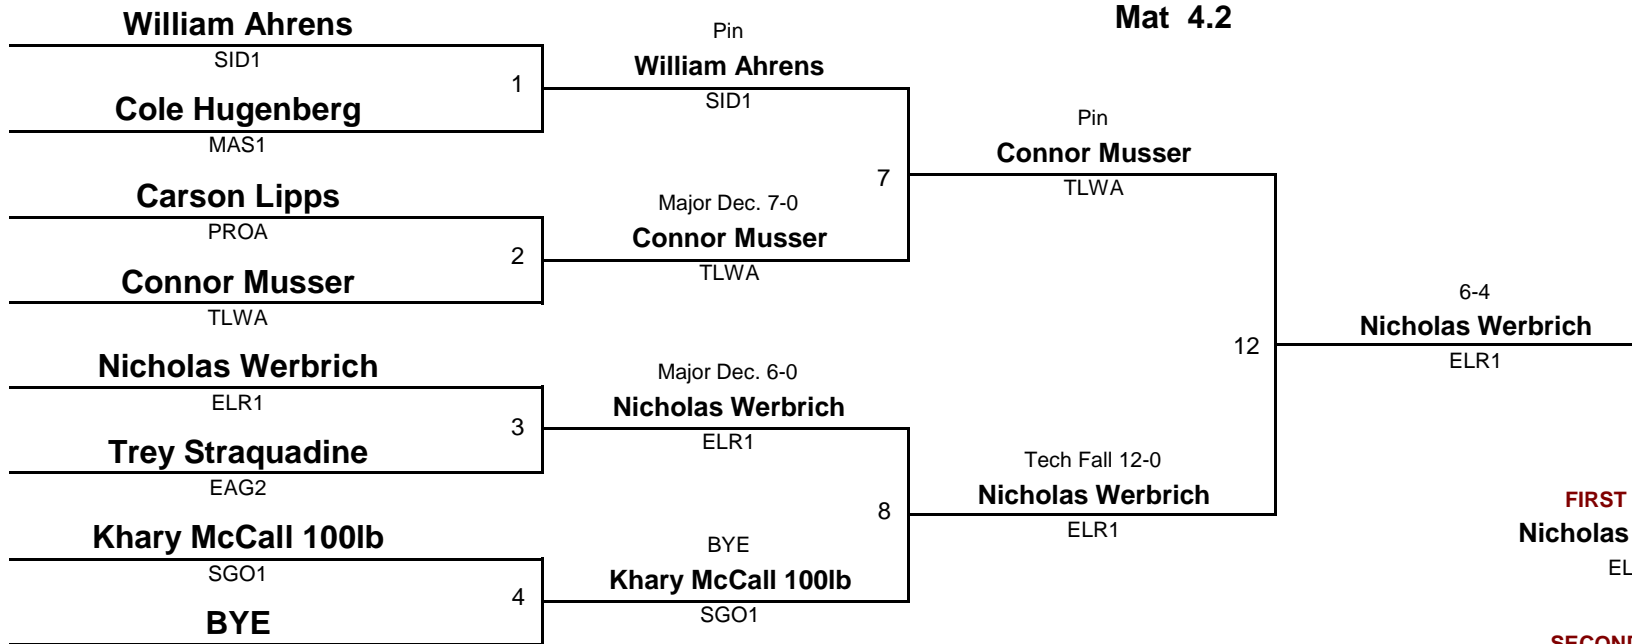 Mat 4.2
William Ahrens
SID1
1
Cole Hugenberg
MAS1
Carson Lipps
PROA
2
Connor Musser
TLWA
Nicholas Werbrich
ELR1
3
Trey Straquadine
EAG2
Khary McCall 100lb
SGO1
4
BYE
Pin
William Ahrens
SID1
7
Major Dec. 7-0
Connor Musser
TLWA
Major Dec. 6-0
Nicholas Werbrich
ELR1
8
BYE
Khary McCall 100lb
SGO1
Pin
Connor Musser
TLWA
12
Tech Fall 12-0
Nicholas Werbrich
ELR1
6-4
Nicholas Werbrich
ELR1
FIRST
Nicholas
EL
SECOND